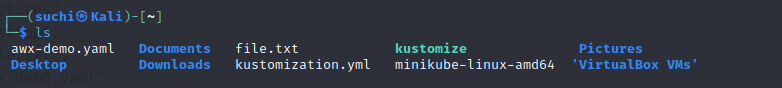 ┌──(suchi㉿Kali)-[~]
└─$ ls
awx-demo.yaml Documents file.txt kustomize Pictures
Desktop Downloads kustomization.yml minikube-linux-amd64 'VirtualBox VMs'